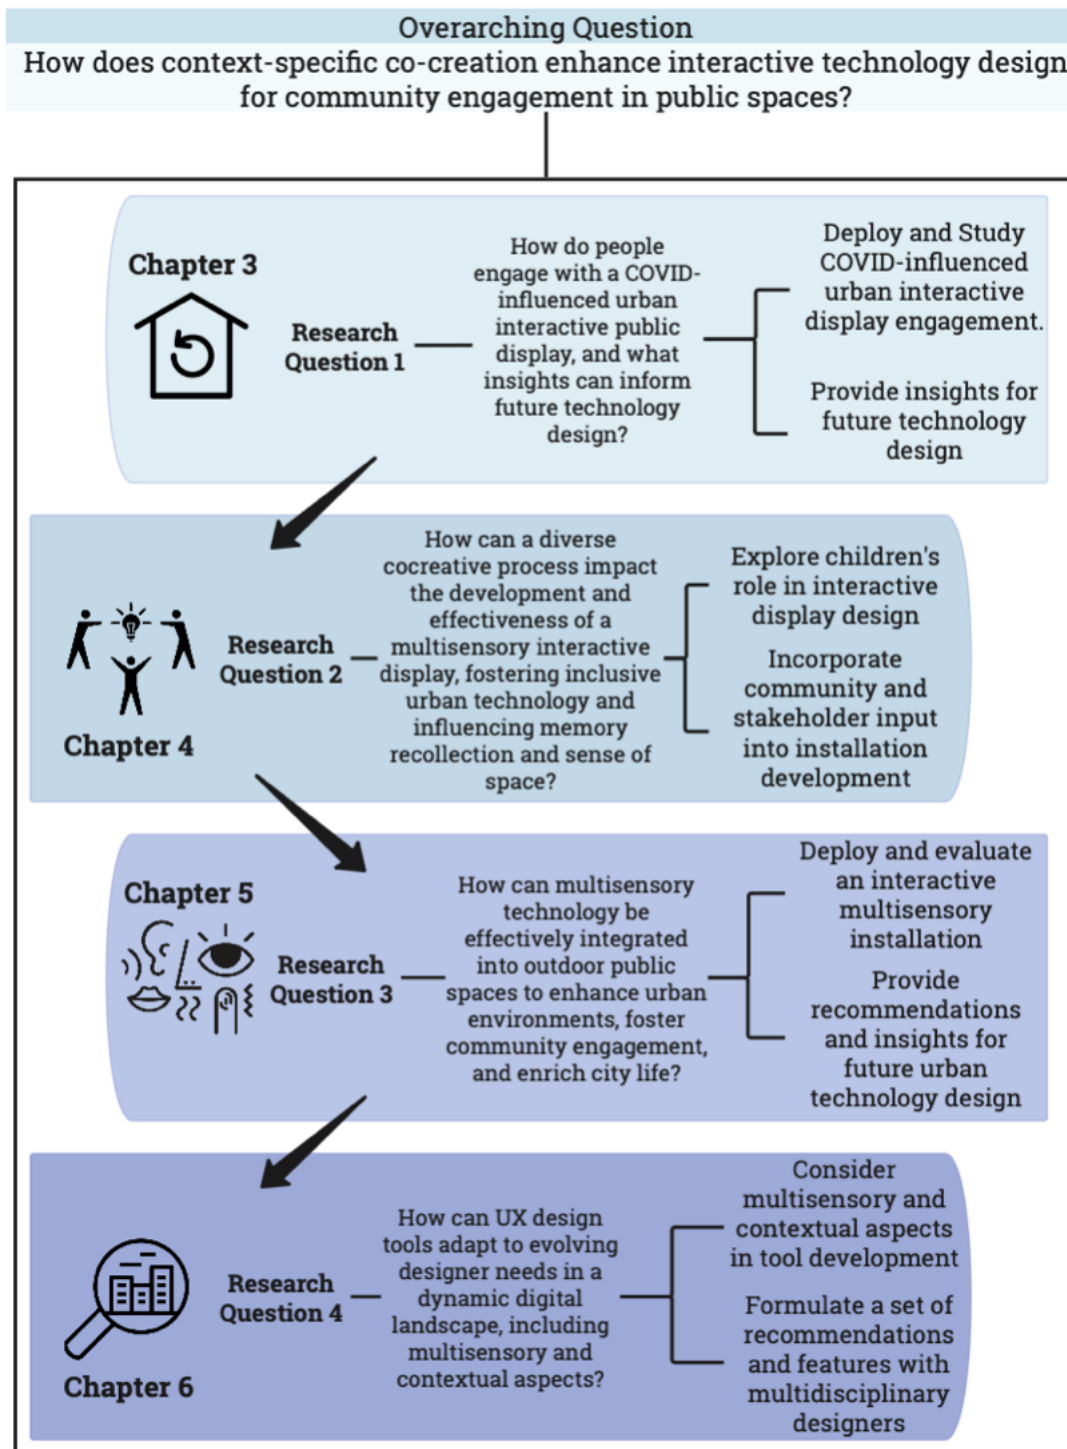 Overarching Question
How does context-specific co-creation enhance interactive technology design
for community engagement in public spaces?
Chapter 3
Research
Question 1
How do people
engage with a COVID-
influenced urban
interactive public
display, and what
insights can inform
future technology
design?
Deploy and Study
COVID-influenced
urban interactive
display engagement.
Provide insights for
future technology
design
Chapter 4
Research
Question 2
How can a diverse
cocreative process impact
the development and
effectiveness of a
multisensory interactive
display, fostering inclusive
urban technology and
influencing memory
recollection and sense of
space?
Explore children's
role in interactive
display design
Incorporate
community and
stakeholder input
into installation
development
Chapter 5
Research
Question 3
How can multisensory
technology be
effectively integrated
into outdoor public
spaces to enhance urban
environments, foster
community engagement,
and enrich city life?
Deploy and evaluate
an interactive
multisensory
installation
Provide
recommendations
and insights for
future urban
technology design
Chapter 6
Research
Question 4
How can UX design
tools adapt to evolving
designer needs in a
dynamic digital
landscape, including
multisensory and
contextual aspects?
Consider
multisensory and
contextual aspects
in tool development
Formulate a set of
recommendations
and features with
multidisciplinary
designers